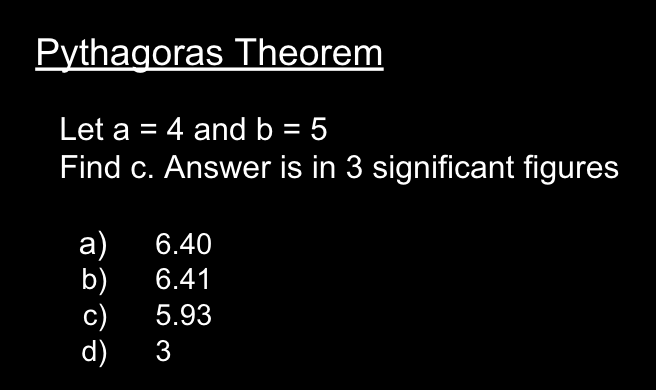 Pythagoras Theorem
Let a = 4 and b = 5
Find c. Answer is in 3 significant figures
a) 6.40
b) 6.41
c) 5.93
d) 3